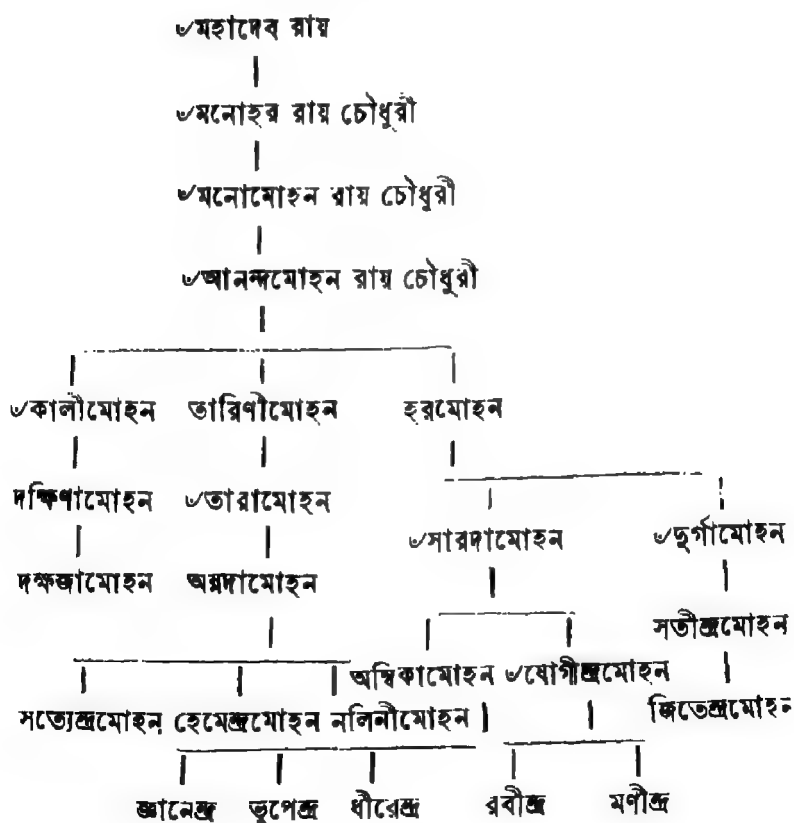 ৺মহাদেব রায়
৺মনোহর রায় চৌধুরী
৺মনোমোহন রায় চৌধুরী
৺আনন্দমোহন রায় চৌধুরী
৺কালীমোহন তারিণীমোহন হরমোহন
দক্ষিণামোহন ৺তারামোহন
৺সারদামোহন ৺দুর্গামোহন
দক্ষজামোহন অন্নদামোহন
সতীন্দ্রমোহন
অম্বিকামোহন ৺যোগীন্দ্রমোহন
সত্যেন্দ্রমোহন হেমেন্দ্রমোহন নলিনীমোহন জিতেন্দ্রমোহন
জ্ঞানেন্দ্র ভূপেন্দ্র ধীরেন্দ্র রবীন্দ্র মণীন্দ্র